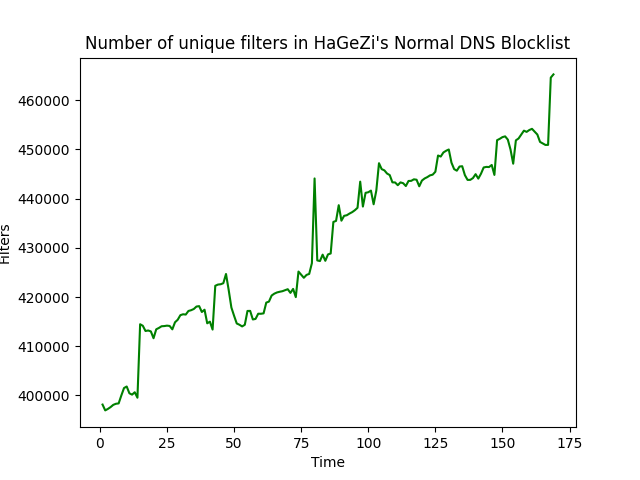 Number of unique filters in HaGeZi's Normal DNS Blocklist
460000
450000
440000
430000
420000
410000
400000
Filters
0 25 50 75 100 125 150 175
Time